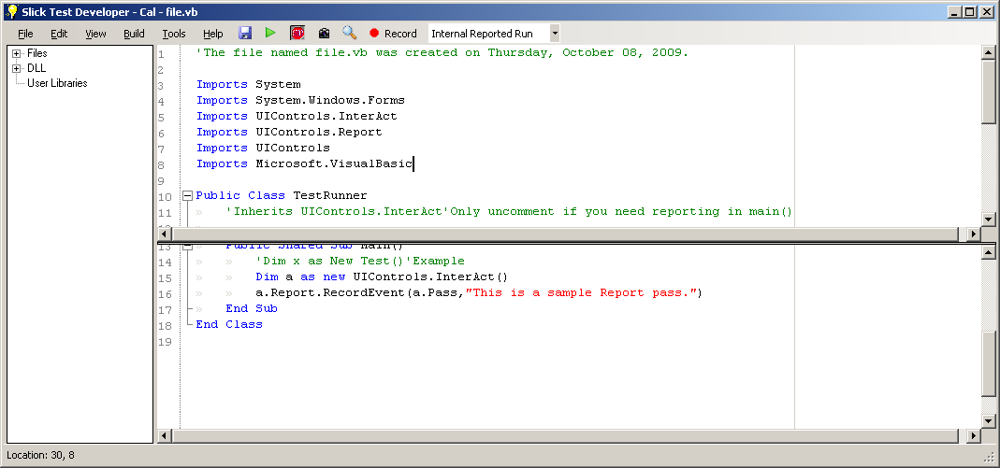 Slick Test Developer - Cal - file.vb
File Edit View Build Tools Help Record Internal Reported Run
Files
DLL
User Libraries
1 'The file named file.vb was created on Thursday, October 08, 2009.
2
3 Imports System
4 Imports System.Windows.Forms
5 Imports UIControls.InterAct
6 Imports UIControls.Report
7 Imports UIControls
8 Imports Microsoft.VisualBasic
9
10 Public Class TestRunner
11 » 'Inherits UIControls.InterAct'Only uncomment if you need reporting in main()
12 »
13 » Public Shared Sub Main()
14 » » 'Dim x as New Test()'Example
15 » » Dim a as new UIControls.InterAct()
16 » » a.Report.RecordEvent(a.Pass,"This is a sample Report pass.")
17 » End Sub
18 End Class
19
Location: 30, 8